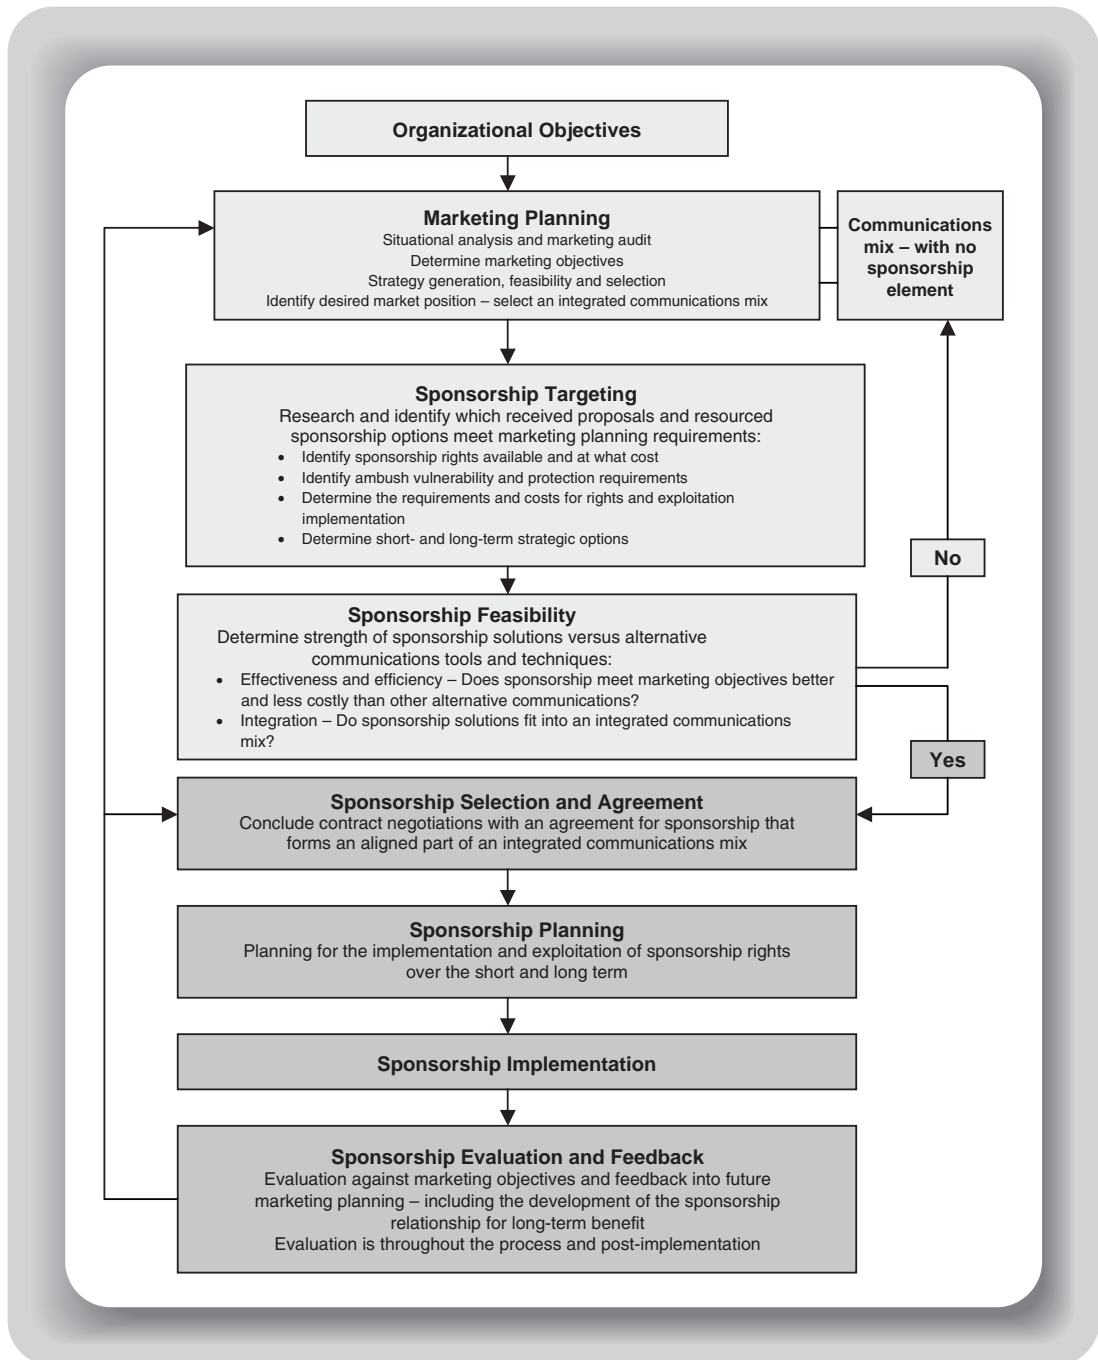 Organizational Objectives
Marketing Planning
Situational analysis and marketing audit
Determine marketing objectives
Strategy generation, feasibility and selection
Identify desired market position – select an integrated communications mix
Communications
mix – with no
sponsorship
element
Sponsorship Targeting
Research and identify which received proposals and resourced
sponsorship options meet marketing planning requirements:
• Identify sponsorship rights available and at what cost
• Identify ambush vulnerability and protection requirements
• Determine the requirements and costs for rights and exploitation
implementation
• Determine short- and long-term strategic options
No
Sponsorship Feasibility
Determine strength of sponsorship solutions versus alternative
communications tools and techniques:
• Effectiveness and efficiency – Does sponsorship meet marketing objectives better
and less costly than other alternative communications?
• Integration – Do sponsorship solutions fit into an integrated communications
mix?
Yes
Sponsorship Selection and Agreement
Conclude contract negotiations with an agreement for sponsorship that
forms an aligned part of an integrated communications mix
Sponsorship Planning
Planning for the implementation and exploitation of sponsorship rights
over the short and long term
Sponsorship Implementation
Sponsorship Evaluation and Feedback
Evaluation against marketing objectives and feedback into future
marketing planning – including the development of the sponsorship
relationship for long-term benefit
Evaluation is throughout the process and post-implementation